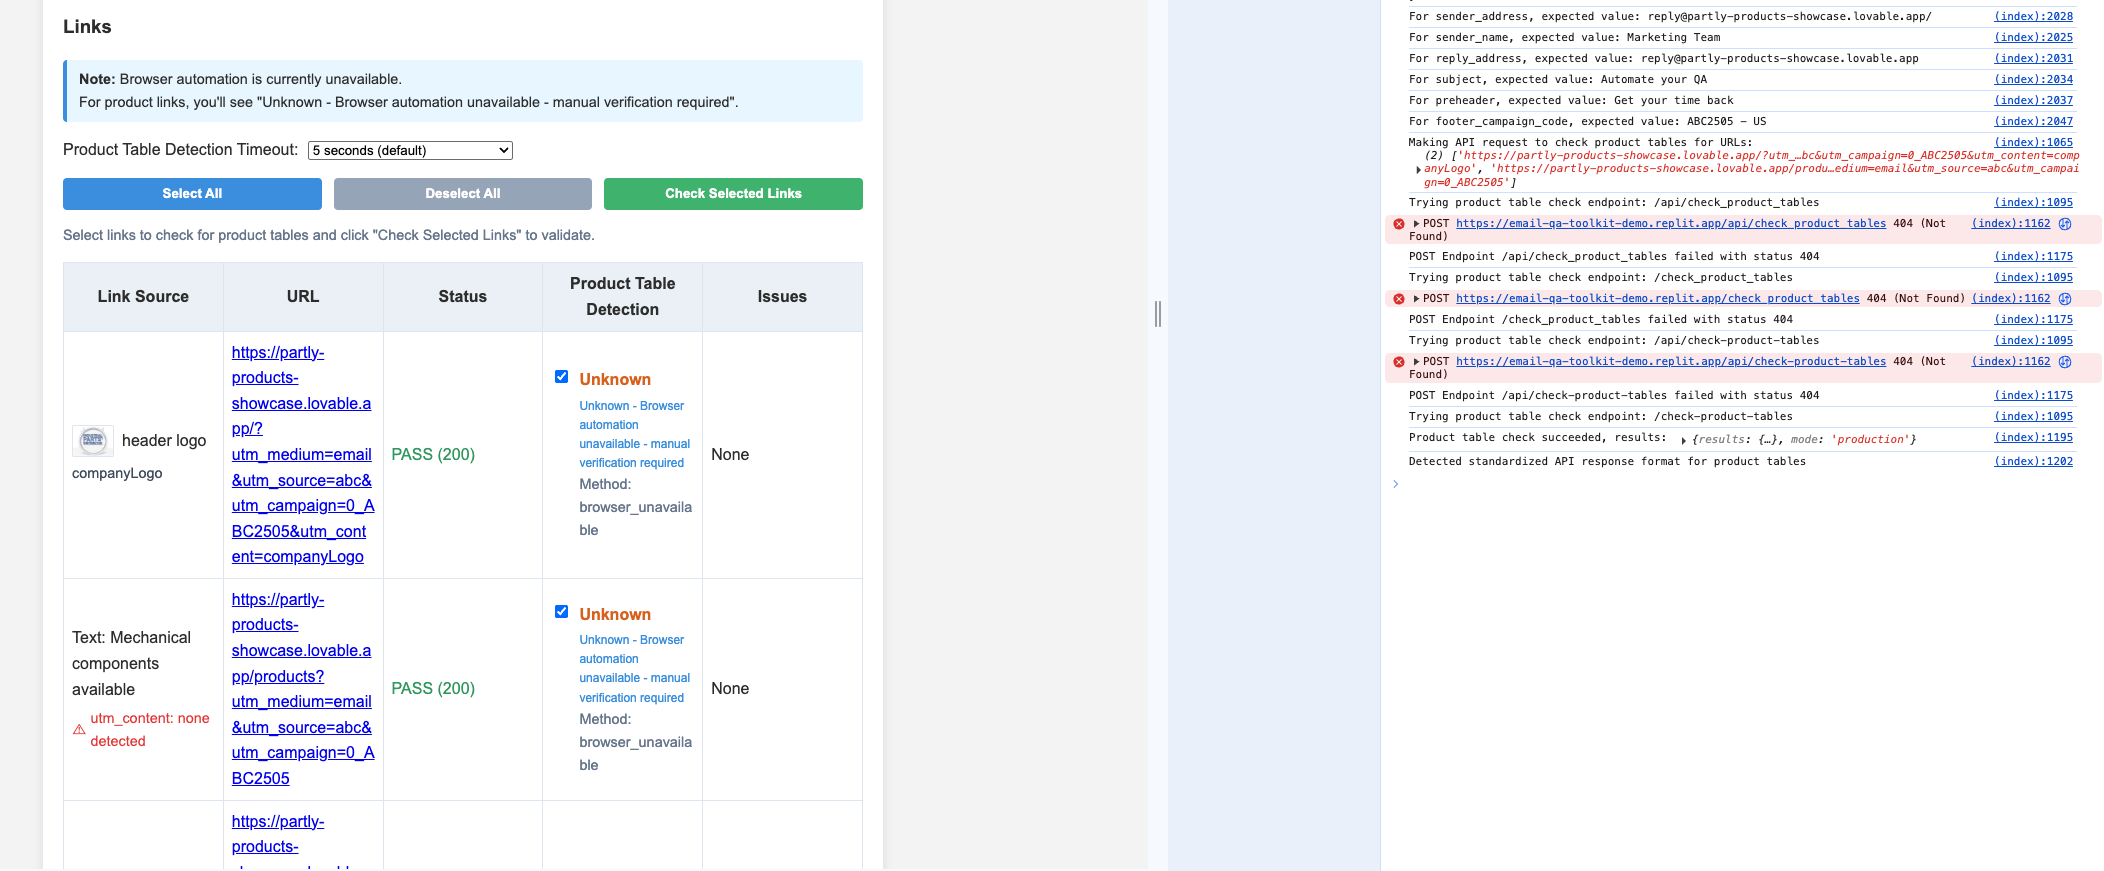 Links
Note: Browser automation is currently unavailable.
For product links, you'll see "Unknown - Browser automation unavailable - manual verification required".
Product Table Detection Timeout: 5 seconds (default)
Select All
Deselect All
Check Selected Links
Select links to check for product tables and click "Check Selected Links" to validate.
Link Source
URL
Status
Product Table
Detection
Issues
header logo
companyLogo
https://partly-
products-
showcase.lovable.a
pp/?
utm_medium=email
&utm_source=abc&
utm_campaign=0_A
BC2505&utm_cont
ent=companyLogo
PASS (200)
Unknown
Unknown - Browser
automation
unavailable - manual
verification required
Method:
browser_unavaila
ble
None
Text: Mechanical
components
available
utm_content: none
detected
https://partly-
products-
showcase.lovable.a
pp/products?
utm_medium=email
&utm_source=abc&
utm_campaign=0_A
BC2505
PASS (200)
Unknown
Unknown - Browser
automation
unavailable - manual
verification required
Method:
browser_unavaila
ble
None
https://partly-
products-
For sender_address, expected value: reply@partly-products-showcase.lovable.app/ (index):2028
For sender_name, expected value: Marketing Team (index):2025
For reply_address, expected value: reply@partly-products-showcase.lovable.app (index):2031
For subject, expected value: Automate your QA (index):2034
For preheader, expected value: Get your time back (index):2037
For footer_campaign_code, expected value: ABC2505 - US (index):2047
Making API request to check product tables for URLs: (index):1065
(2) ['https://partly-products-showcase.lovable.app/?utm_…bc&utm_campaign=0_ABC2505&utm_content=comp
anyLogo', 'https://partly-products-showcase.lovable.app/produ…edium=email&utm_source=abc&utm_campai
gn=0_ABC2505']
Trying product table check endpoint: /api/check_product_tables (index):1095
POST https://email-qa-toolkit-demo.replit.app/api/check_product_tables 404 (Not (index):1162
Found)
POST Endpoint /api/check_product_tables failed with status 404 (index):1175
Trying product table check endpoint: /check_product_tables (index):1095
POST https://email-qa-toolkit-demo.replit.app/check_product_tables 404 (Not Found) (index):1162
POST Endpoint /check_product_tables failed with status 404 (index):1175
Trying product table check endpoint: /api/check-product-tables (index):1095
POST https://email-qa-toolkit-demo.replit.app/api/check-product-tables 404 (Not (index):1162
Found)
POST Endpoint /api/check-product-tables failed with status 404 (index):1175
Trying product table check endpoint: /check-product-tables (index):1095
Product table check succeeded, results: {results: {…}, mode: 'production'} (index):1195
Detected standardized API response format for product tables (index):1202